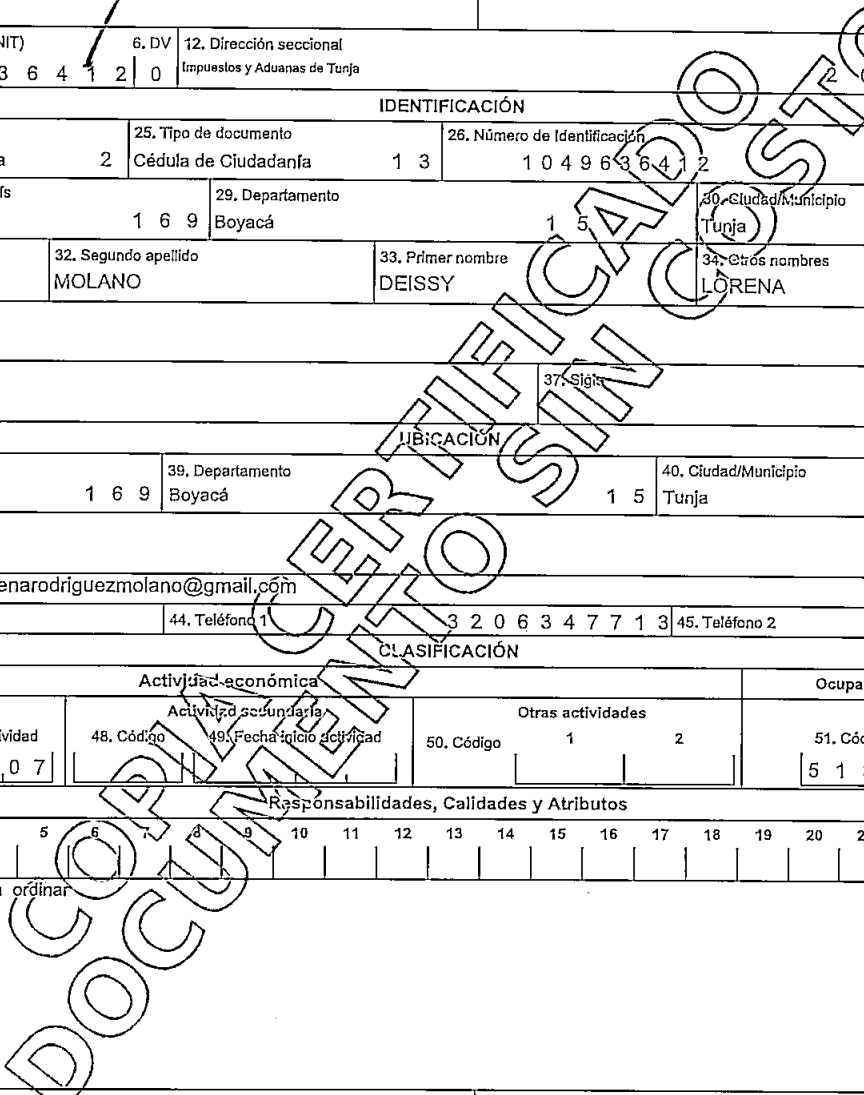 NIT) 6. DV 12. Dirección seccional
3 6 4 1 2 0 Impuestos y Aduanas de Tunja 2 0
IDENTIFICACIÓN
25. Tipo de documento 26. Número de Identificación
a 2 Cédula de Ciudadanía 1 3 1 0 4 9 6 3 6 4 1 2
ís 29. Departamento 30. Ciudad/Municipio
1 6 9 Boyacá 1 5 Tunja
32. Segundo apellido 33. Primer nombre 34. Otros nombres
MOLANO DEISSY LORENA
37. Sigla
UBICACIÓN
39. Departamento 40. Ciudad/Municipio
1 6 9 Boyacá 1 5 Tunja
enarodriguezmolano@gmail.com
44. Teléfono 1 3 2 0 6 3 4 7 7 1 3 45. Teléfono 2
CLASIFICACIÓN
Actividad económica Ocupa
Actividad secundaria Otras actividades
vidad 48. Código 49. Fecha inicio actividad 50. Código 1 2 51. Cód
0 7 5 1
Responsabilidades, Calidades y Atributos
5 6 7 8 9 10 11 12 13 14 15 16 17 18 19 20 2
a ordinar
COPIA CERTIFICADO
DOCUMENTO SIN COSTO